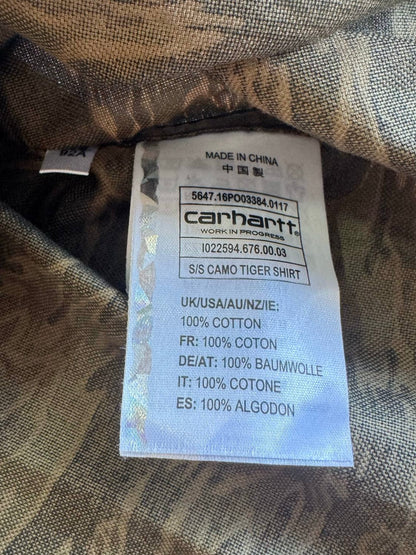 MADE IN CHINA
中国製
5647.16PO03384.0117
carhartt
WORK IN PROGRESS
I022594.676.00.03
S/S CAMO TIGER SHIRT
UK/USA/AU/NZ/IE:
100% COTTON
FR: 100% COTON
DE/AT: 100% BAUMWOLLE
IT: 100% COTONE
ES: 100% ALGODON